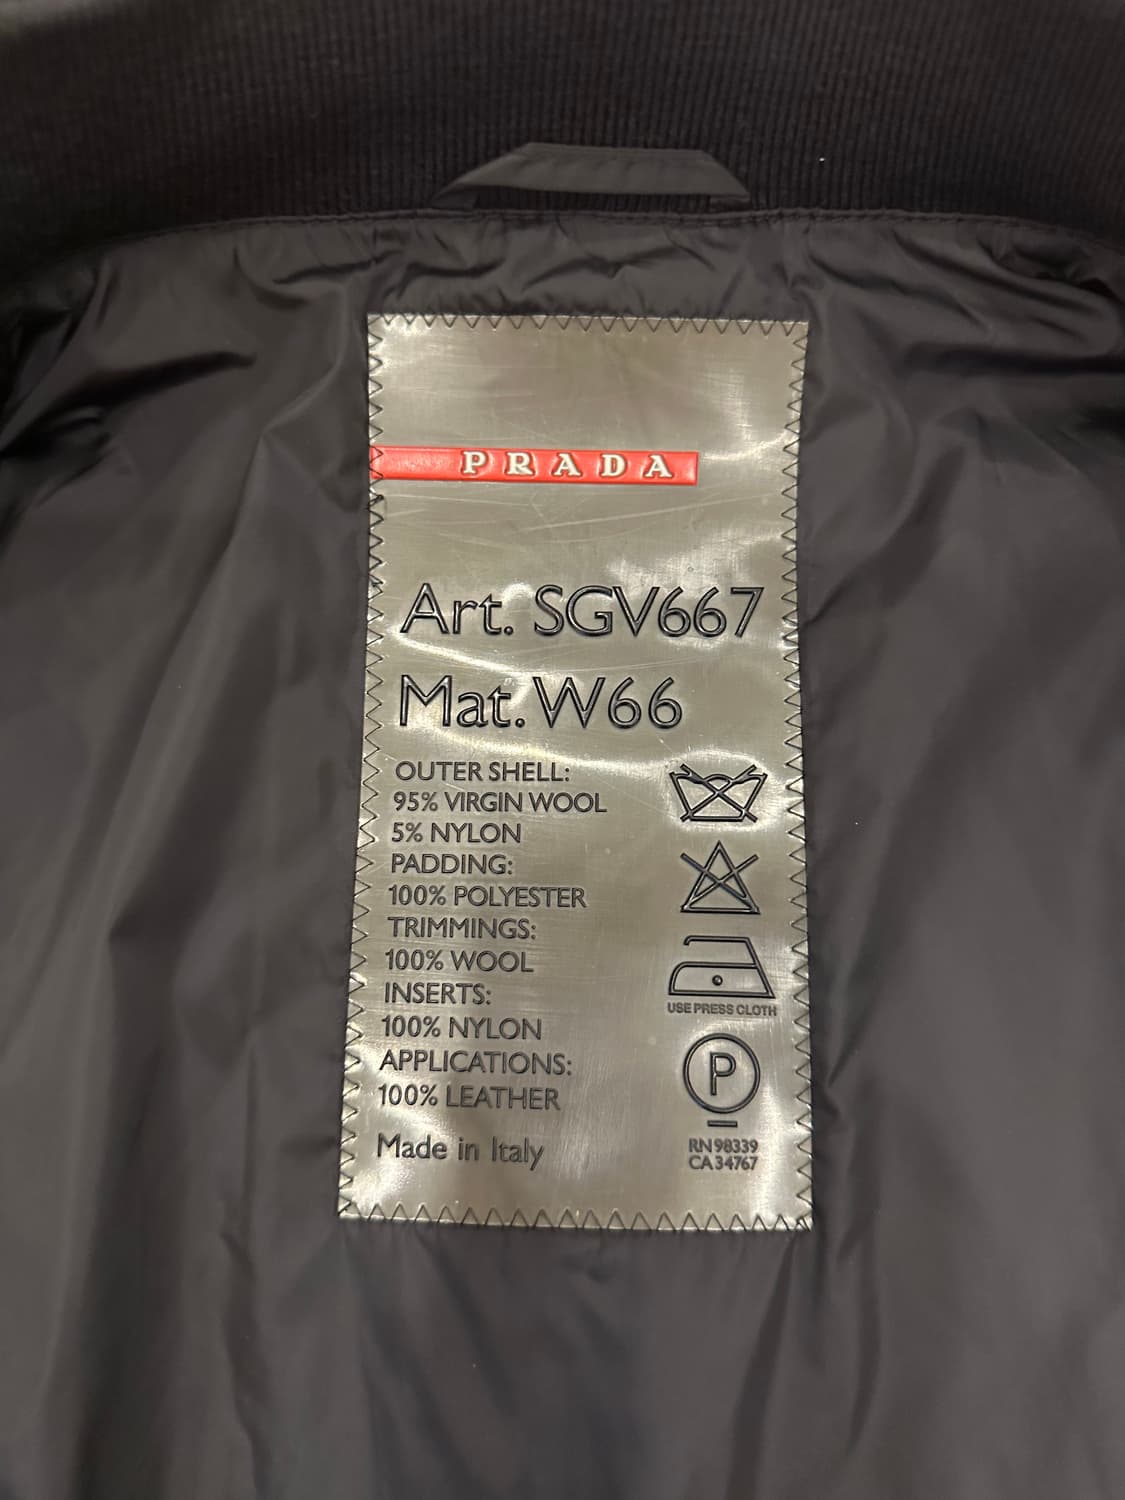 PRADA
Art. SGV667
Mat. W66
OUTER SHELL:
95% VIRGIN WOOL
5% NYLON
PADDING:
100% POLYESTER
TRIMMINGS:
100% WOOL
INSERTS:
100% NYLON
APPLICATIONS:
100% LEATHER
Made in Italy
USE PRESS CLOTH
P
RN 98339
CA 34767